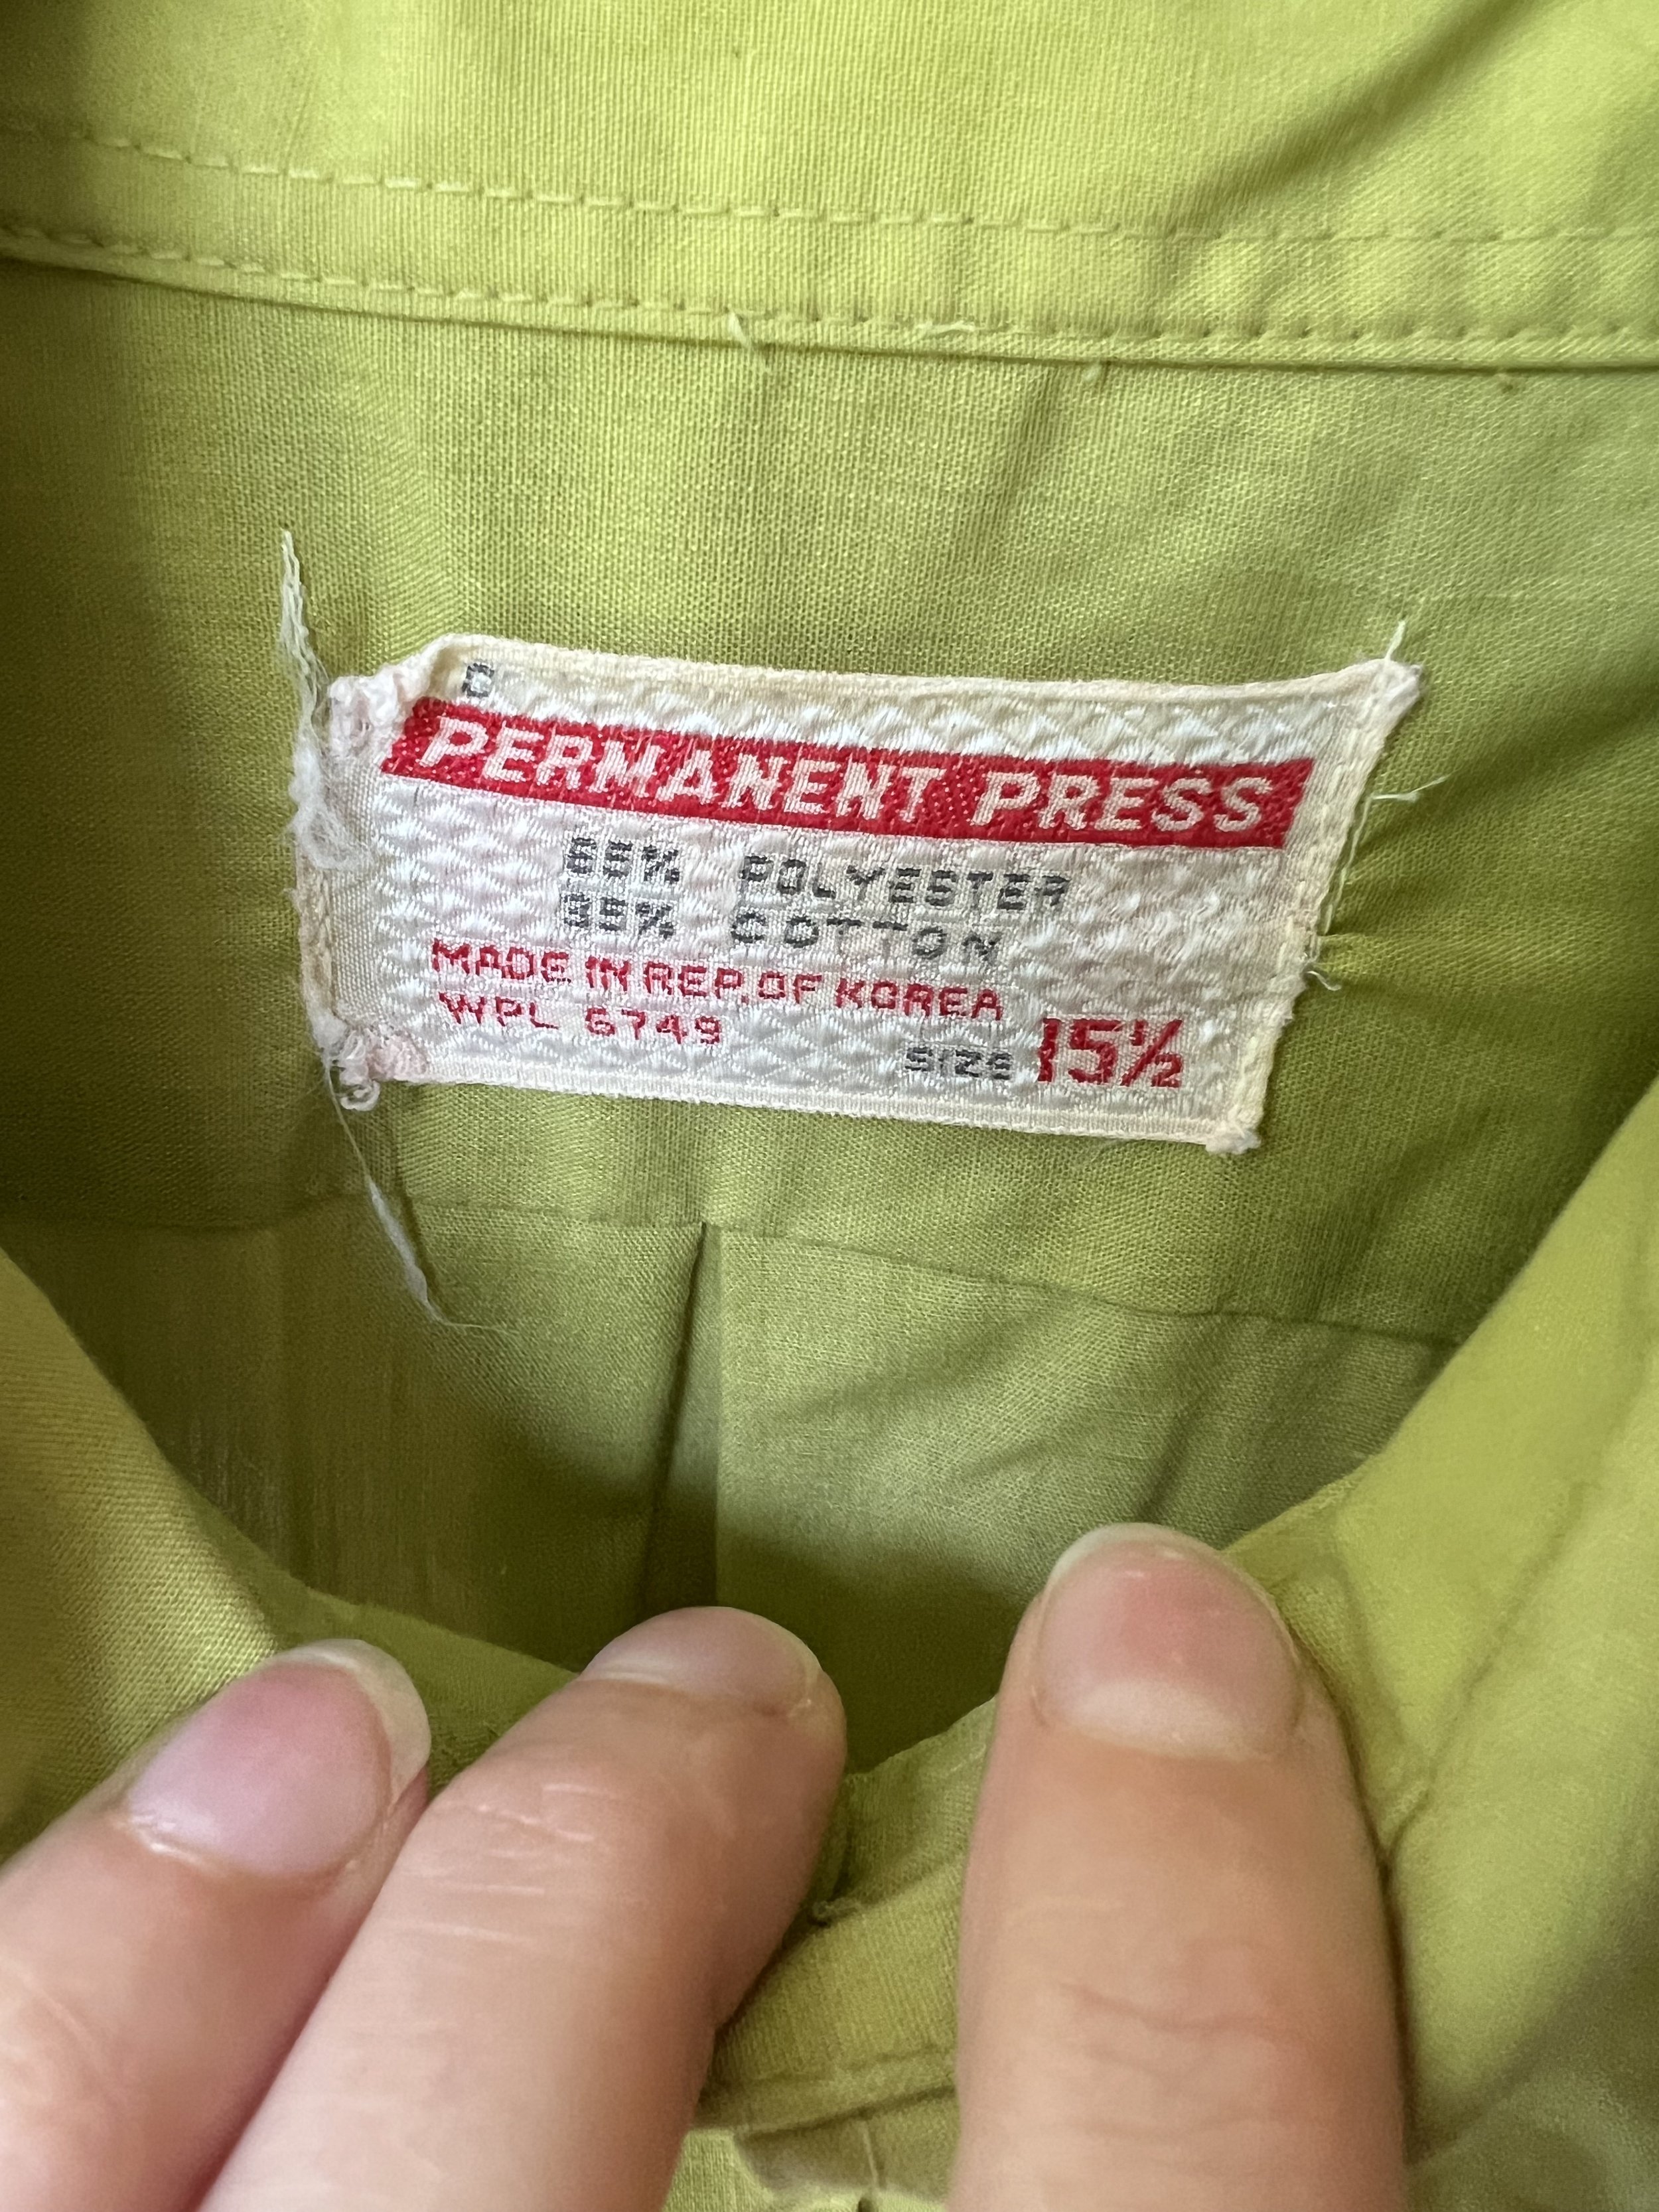 C
PERMANENT PRESS
65% POLYESTER
35% COTTON
MADE IN REP. OF KOREA
WPL 6749
SIZE 15½